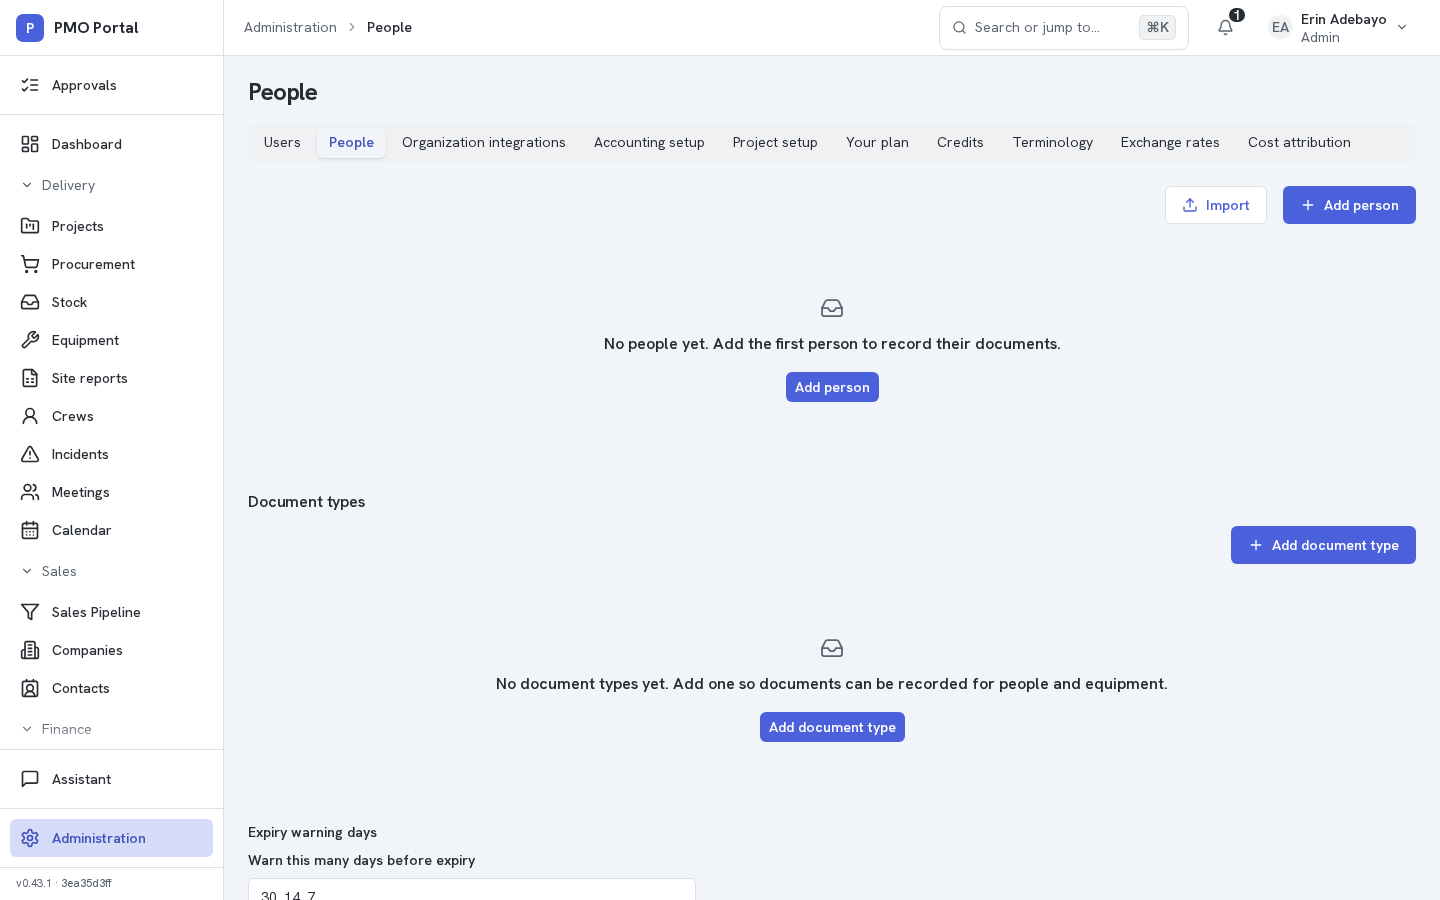 P PMO Portal
Administration > People
Search or jump to... ⌘K
1
EA Erin Adebayo
Admin
Approvals
Dashboard
Delivery
Projects
Procurement
Stock
Equipment
Site reports
Crews
Incidents
Meetings
Calendar
Sales
Sales Pipeline
Companies
Contacts
Finance
Assistant
Administration
v0.43.1 · 3ea35d3ff
People
Users People Organization integrations Accounting setup Project setup Your plan Credits Terminology Exchange rates Cost attribution
Import Add person
No people yet. Add the first person to record their documents.
Add person
Document types
Add document type
No document types yet. Add one so documents can be recorded for people and equipment.
Add document type
Expiry warning days
Warn this many days before expiry
30, 14, 7